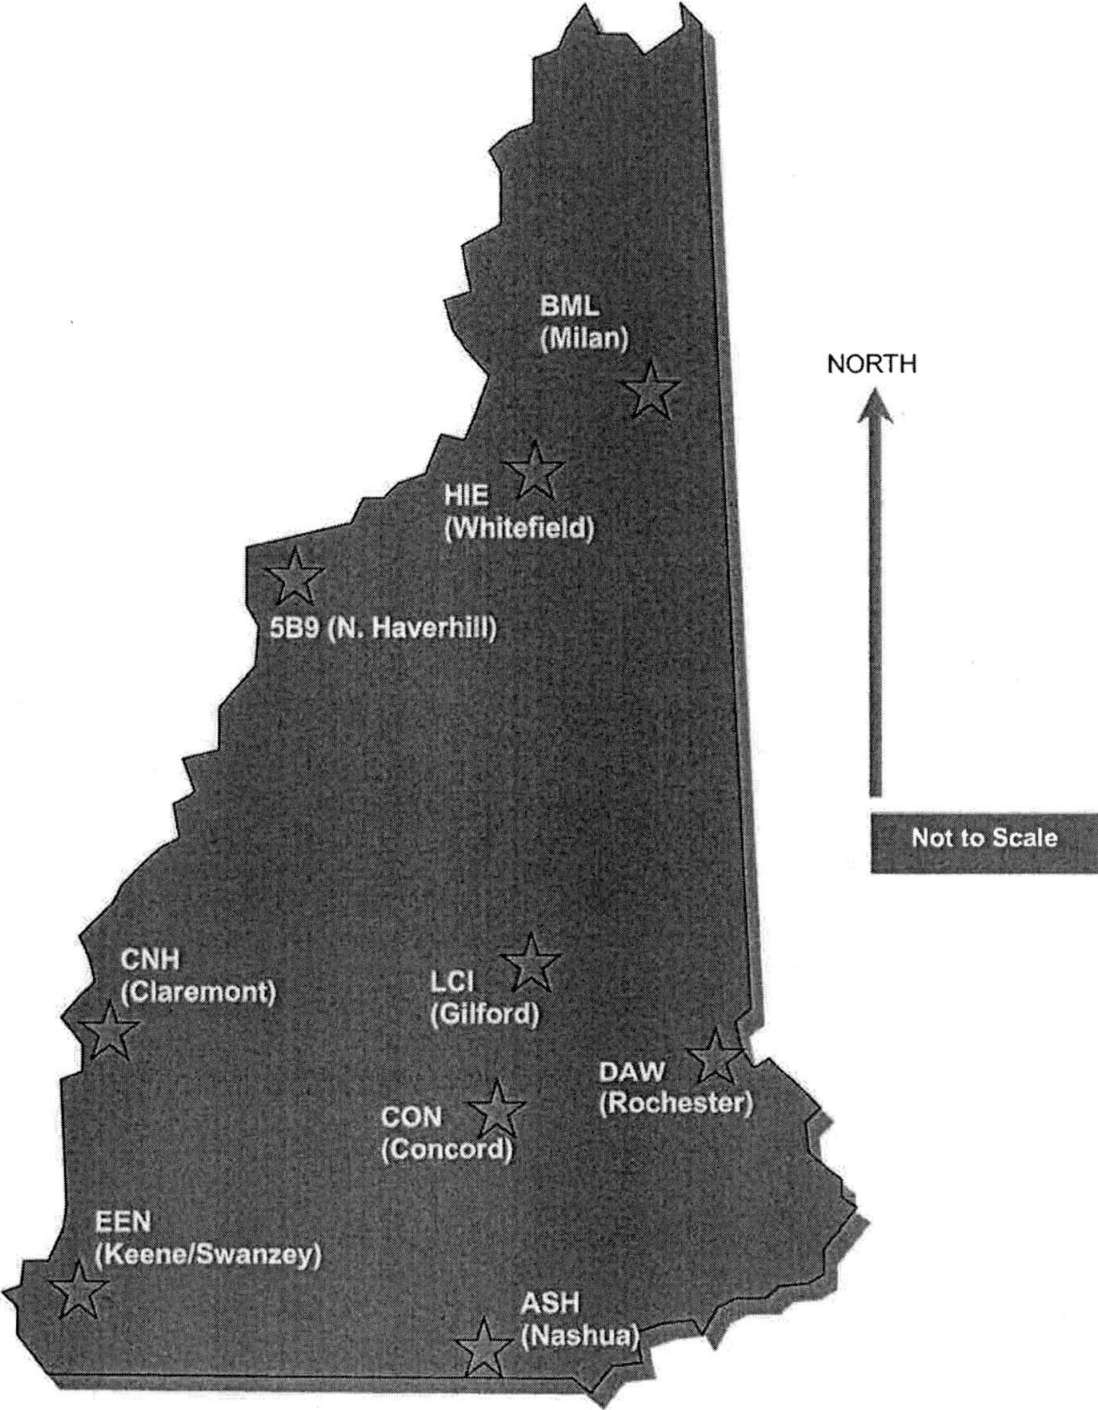 BML
(Milan)
NORTH
HIE
(Whitefield)
5B9 (N. Haverhill)
Not to Scale
CNH
(Claremont)
LCI
(Gilford)
DAW
(Rochester)
CON
(Concord)
EEN
(Keene/Swanzey)
ASH
(Nashua)